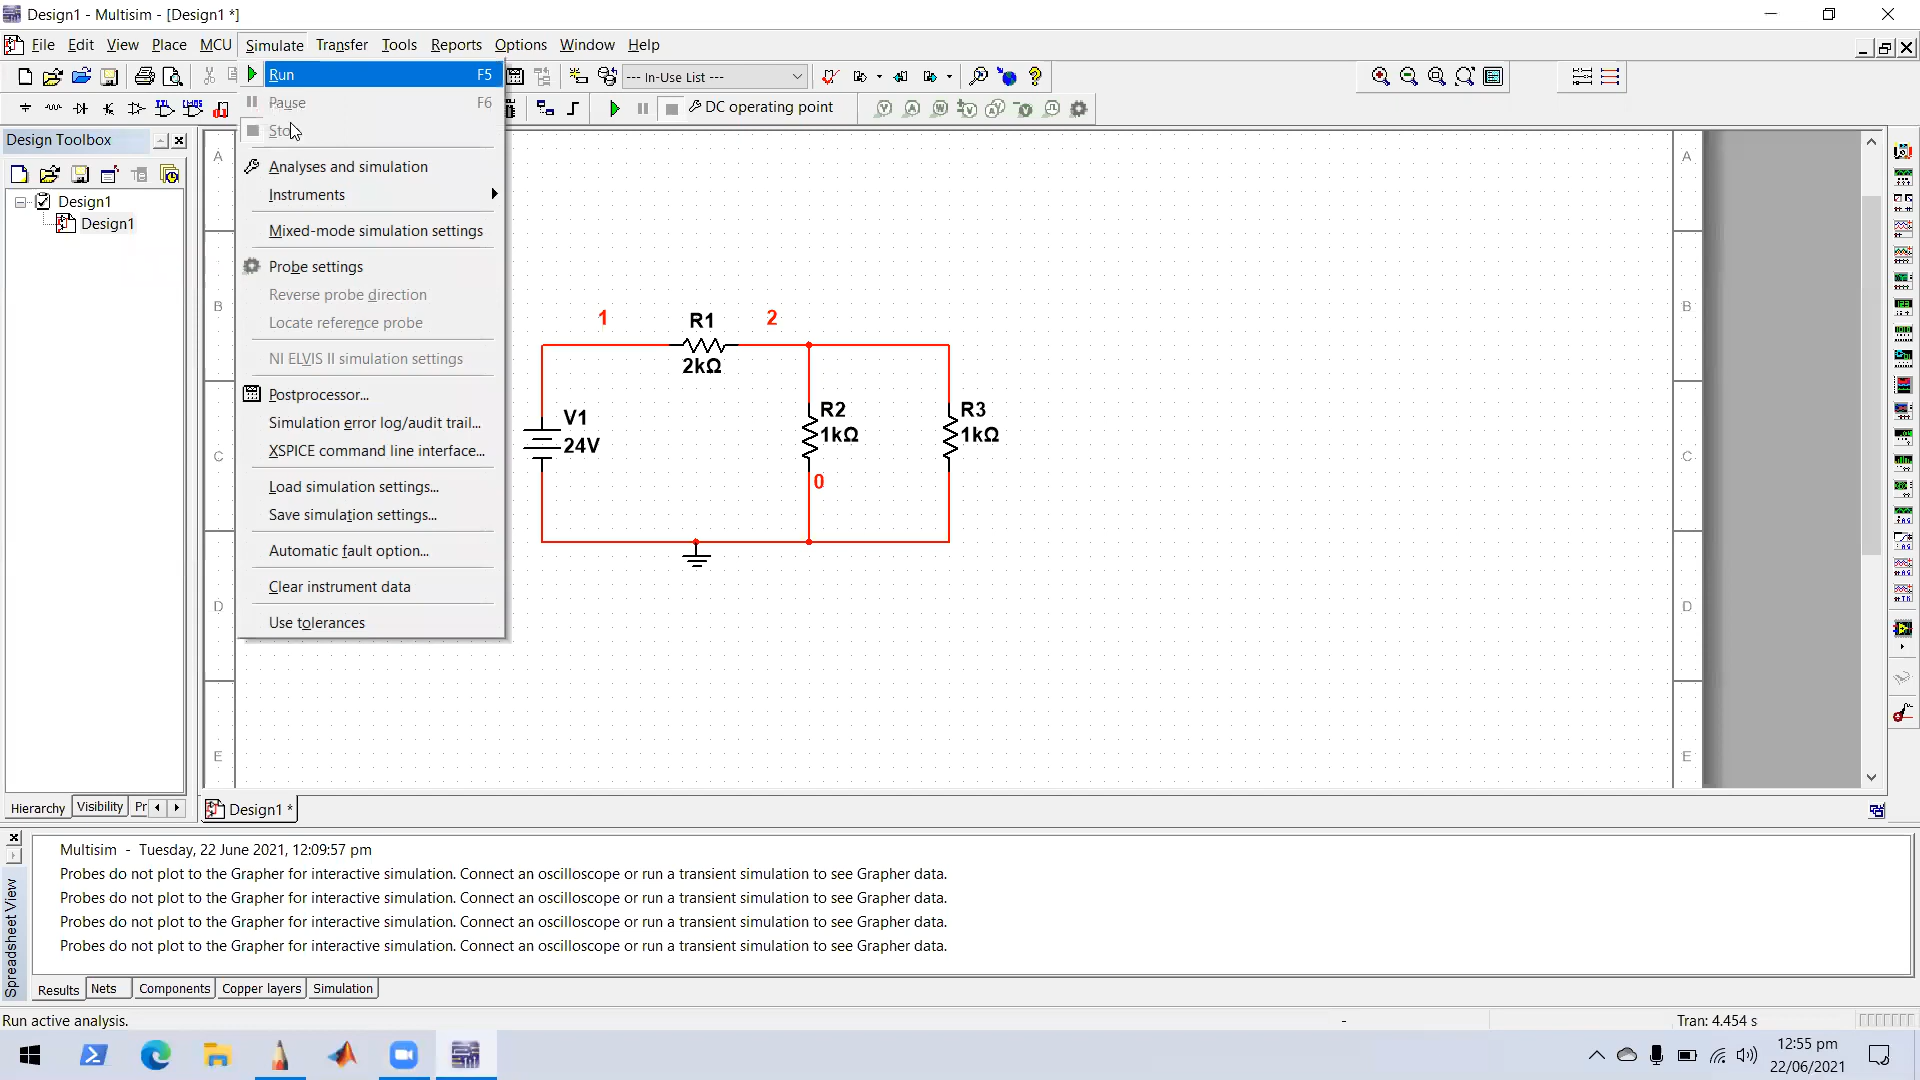 Design1 - Multisim - [Design1 *]
File Edit View Place MCU Simulate Transfer Tools Reports Options Window Help
--- In-Use List ---
DC operating point
Run F5
Pause F6
Analyses and simulation
Instruments
Mixed-mode simulation settings
Probe settings
Reverse probe direction
Locate reference probe
NI ELVIS II simulation settings
Postprocessor...
Simulation error log/audit trail...
XSPICE command line interface...
Load simulation settings...
Save simulation settings...
Automatic fault option...
Clear instrument data
Use tolerances
Design Toolbox
Design1
Design1
Hierarchy Visibility Pr
A
B
C
D
E
1
R1
2kΩ
2
V1
24V
R2
1kΩ
0
R3
1kΩ
A
B
C
D
E
Design1 *
Spreadsheet View
Multisim - Tuesday, 22 June 2021, 12:09:57 pm
Probes do not plot to the Grapher for interactive simulation. Connect an oscilloscope or run a transient simulation to see Grapher data.
Probes do not plot to the Grapher for interactive simulation. Connect an oscilloscope or run a transient simulation to see Grapher data.
Probes do not plot to the Grapher for interactive simulation. Connect an oscilloscope or run a transient simulation to see Grapher data.
Probes do not plot to the Grapher for interactive simulation. Connect an oscilloscope or run a transient simulation to see Grapher data.
Results Nets Components Copper layers Simulation
Run active analysis.
-
Tran: 4.454 s
12:55 pm
22/06/2021